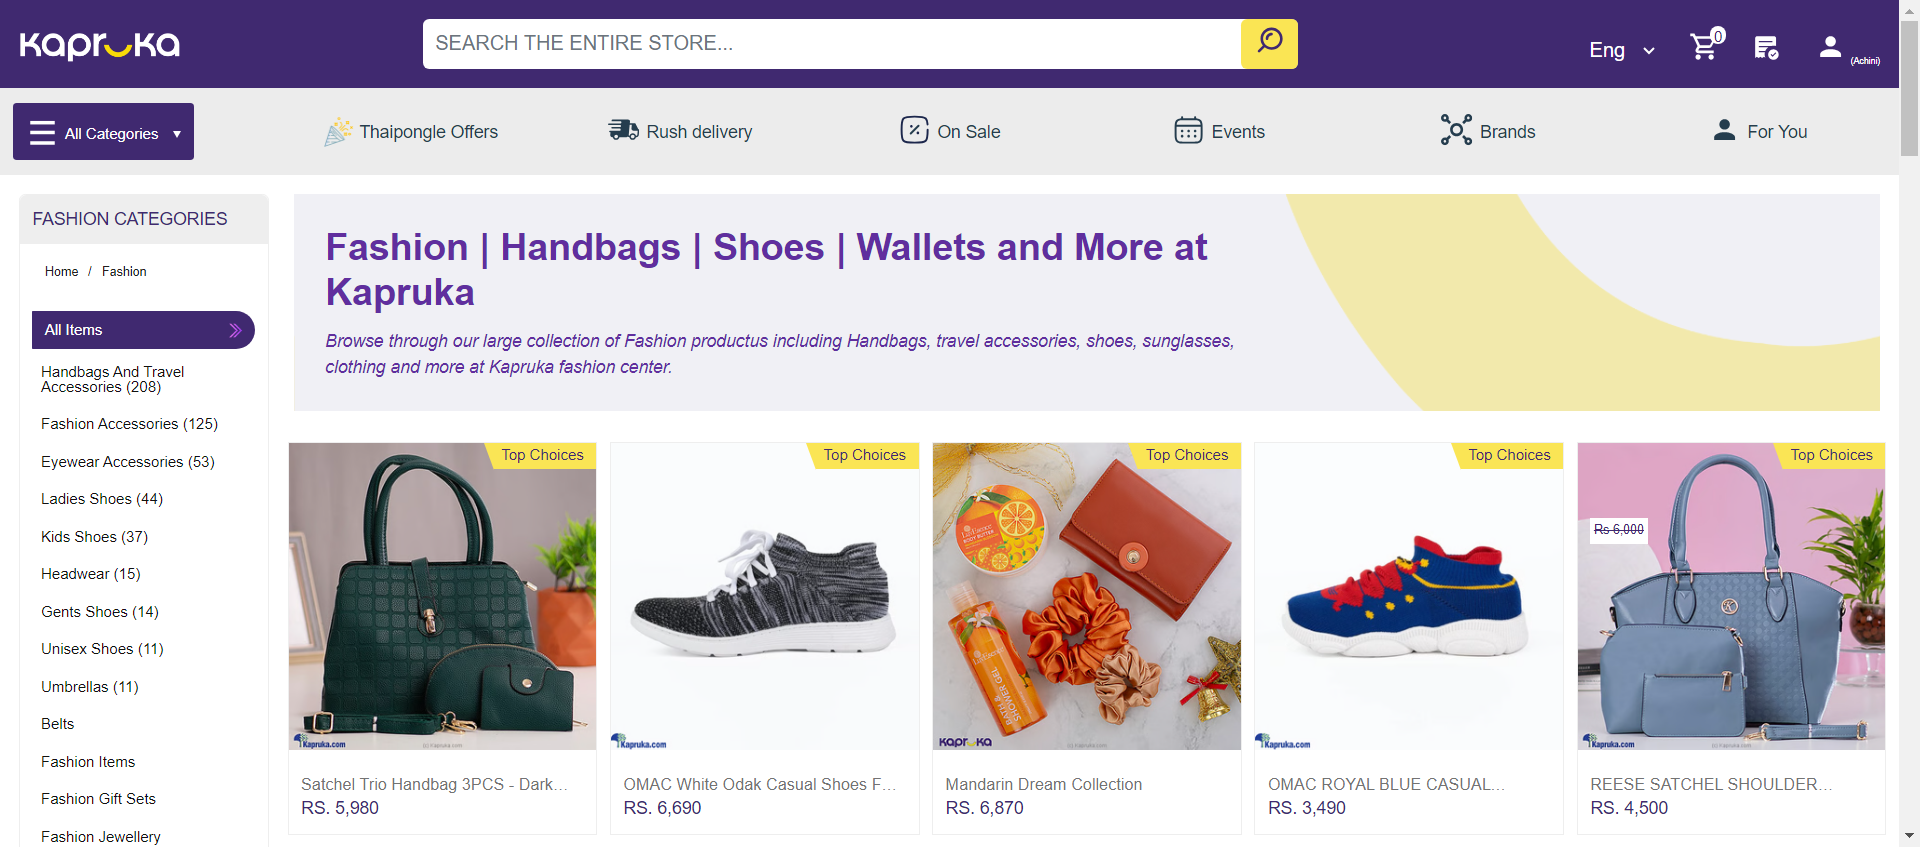 Kapruka
SEARCH THE ENTIRE STORE...
Eng
0
(Achini)
All Categories
Thaipongle Offers
Rush delivery
On Sale
Events
Brands
For You
FASHION CATEGORIES
Home / Fashion
All Items
Handbags And Travel
Accessories (208)
Fashion Accessories (125)
Eyewear Accessories (53)
Ladies Shoes (44)
Kids Shoes (37)
Headwear (15)
Gents Shoes (14)
Unisex Shoes (11)
Umbrellas (11)
Belts
Fashion Items
Fashion Gift Sets
Fashion Jewellery
Fashion | Handbags | Shoes | Wallets and More at
Kapruka
Browse through our large collection of Fashion productus including Handbags, travel accessories, shoes, sunglasses,
clothing and more at Kapruka fashion center.
Top Choices
Kapruka.com
Satchel Trio Handbag 3PCS - Dark...
RS. 5,980
Top Choices
Kapruka.com
OMAC White Odak Casual Shoes F...
RS. 6,690
Top Choices
BODY BUTTER
BATH &
SHOWER GEL
Kapruka
Mandarin Dream Collection
RS. 6,870
Top Choices
Kapruka.com
OMAC ROYAL BLUE CASUAL...
RS. 3,490
Top Choices
Rs 6,000
K
Kapruka.com
REESE SATCHEL SHOULDER...
RS. 4,500